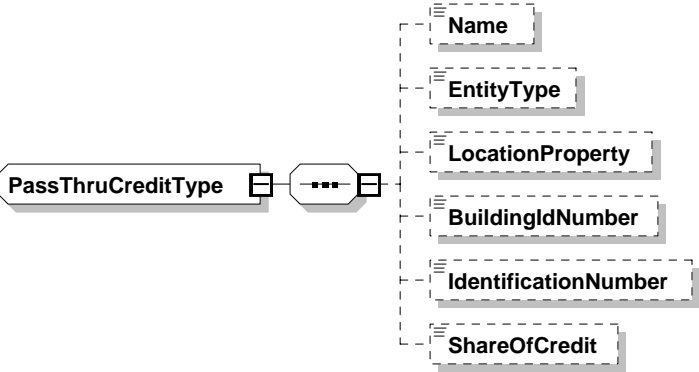 Name
EntityType
LocationProperty
PassThruCreditType
BuildingIdNumber
IdentificationNumber
ShareOfCredit